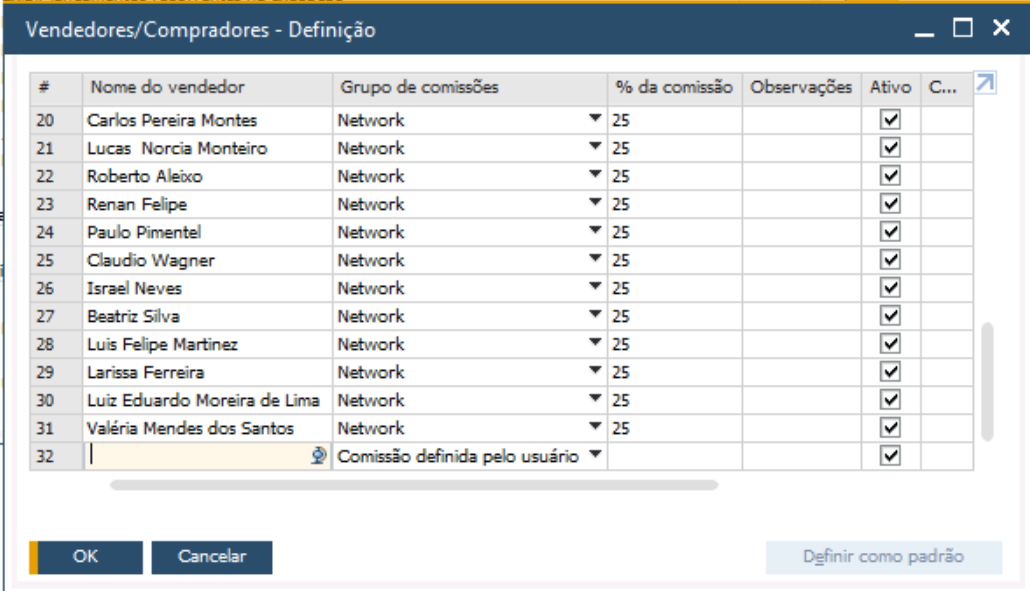 Vendedores/Compradores - Definição
# Nome do vendedor Grupo de comissões % da comissão Observações Ativo C...
20 Carlos Pereira Montes Network 25
21 Lucas Norcia Monteiro Network 25
22 Roberto Aleixo Network 25
23 Renan Felipe Network 25
24 Paulo Pimentel Network 25
25 Claudio Wagner Network 25
26 Israel Neves Network 25
27 Beatriz Silva Network 25
28 Luis Felipe Martinez Network 25
29 Larissa Ferreira Network 25
30 Luiz Eduardo Moreira de Lima Network 25
31 Valéria Mendes dos Santos Network 25
32 Comissão definida pelo usuário
OK Cancelar Definir como padrão